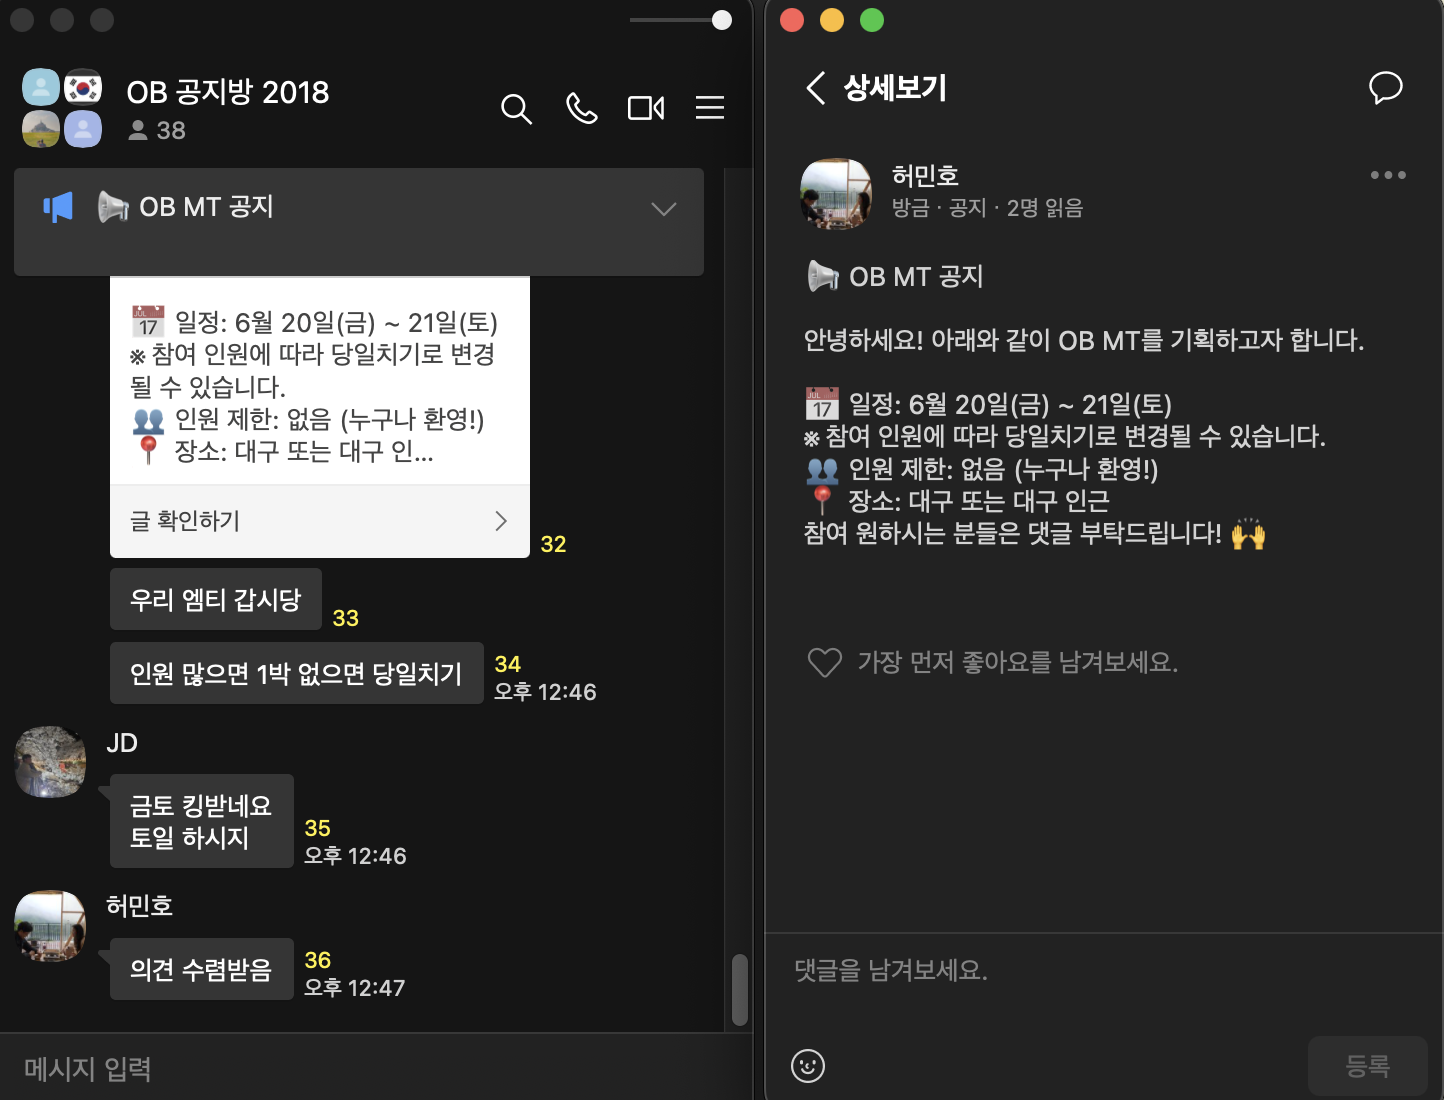 OB 공지방 2018
38
OB MT 공지
JUL
17
일정: 6월 20일(금) ~ 21일(토)
※ 참여 인원에 따라 당일치기로 변경
될 수 있습니다.
인원 제한: 없음 (누구나 환영!)
장소: 대구 또는 대구 인...
글 확인하기
32
우리 엠티 갑시당
33
인원 많으면 1박 없으면 당일치기
34
오후 12:46
JD
금토 킹받네요
토일 하시지
35
오후 12:46
허민호
의견 수렴받음
36
오후 12:47
메시지 입력
상세보기
허민호
방금 · 공지 · 2명 읽음
OB MT 공지
안녕하세요! 아래와 같이 OB MT를 기획하고자 합니다.
JUL
17
일정: 6월 20일(금) ~ 21일(토)
※ 참여 인원에 따라 당일치기로 변경될 수 있습니다.
인원 제한: 없음 (누구나 환영!)
장소: 대구 또는 대구 인근
참여 원하시는 분들은 댓글 부탁드립니다!
가장 먼저 좋아요를 남겨보세요.
댓글을 남겨보세요.
등록